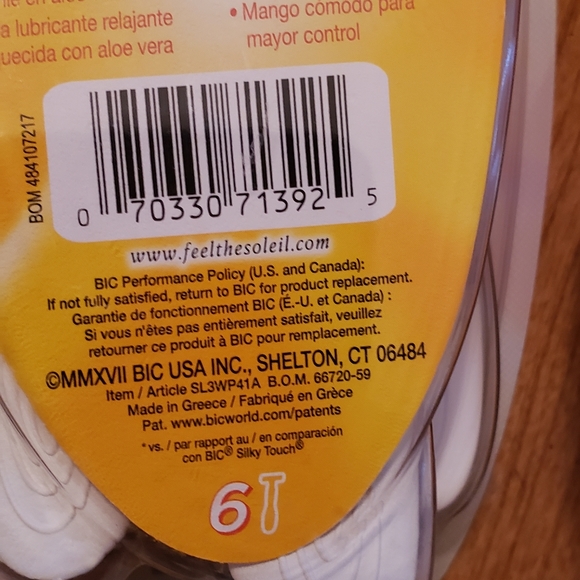 a lubricante relajante
uecida con aloe vera
• Mango cómodo para
mayor control
BOM 484107217
0 70330 71392 5
www.feelthesoleil.com
BIC Performance Policy (U.S. and Canada):
If not fully satisfied, return to BIC for product replacement.
Garantie de fonctionnement BIC (É.-U. et Canada) :
Si vous n'êtes pas entièrement satisfait, veuillez
retourner ce produit à BIC pour remplacement.
©MMXVII BIC USA INC., SHELTON, CT 06484
Item / Article SL3WP41A B.O.M. 66720-59
Made in Greece / Fabriqué en Grèce
Pat. www.bicworld.com/patents
*vs. / par rapport au / en comparación
con BIC® Silky Touch®
6